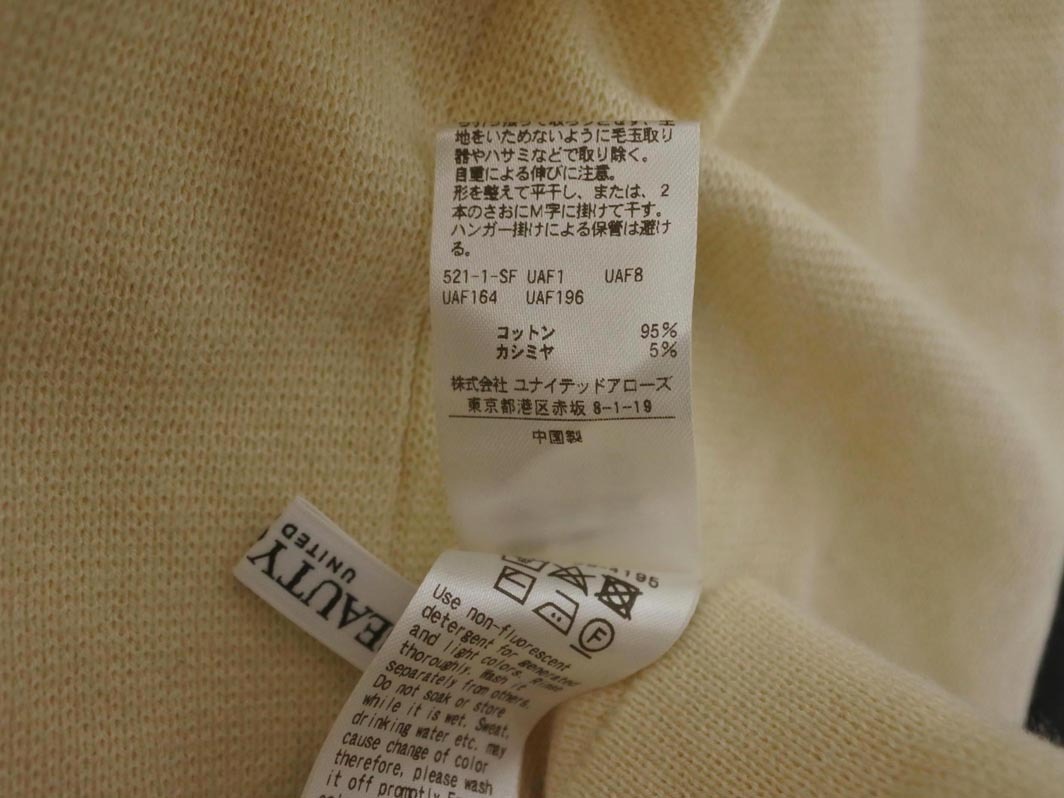 地をいためないように毛玉取り
器やハサミなどで取り除く。
自重による伸びに注意。
形を整えて平干し、または、2
本のさおにM字に掛けて干す。
ハンガー掛けによる保管は避け
る。
521-1-SF UAF1 UAF8
UAF164 UAF196
コットン 95%
カシミヤ 5%
株式会社 ユナイテッドアローズ
東京都港区赤坂 8-1-19
中国製
EAUTY
UNITED
4195
F
Use non-fluorescent
detergent for generated
and light colors. Rinse
thoroughly. Wash it
separately from others.
Do not soak or store
while it is wet. Sweat,
drinking water etc. may
cause change of color
therefore, please wash
it off promptly